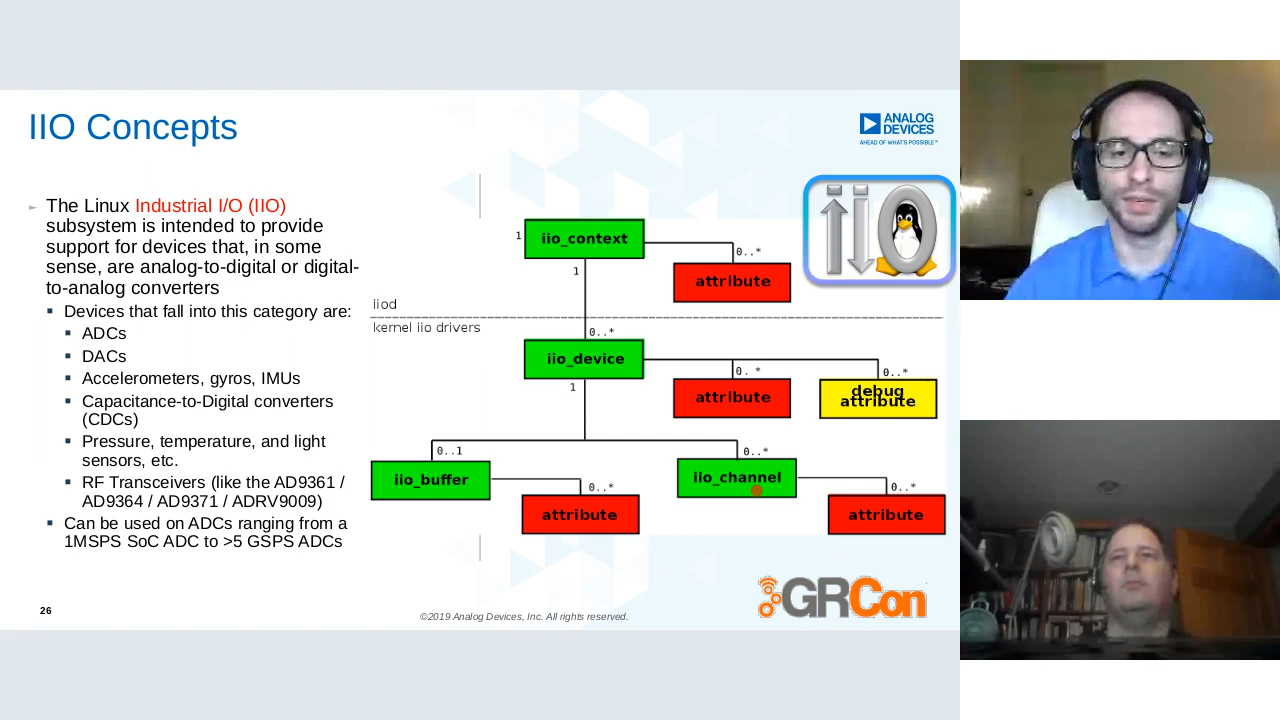 IIO Concepts
ANALOG
DEVICES
AHEAD OF WHAT'S POSSIBLE™
► The Linux Industrial I/O (IIO)
subsystem is intended to provide
support for devices that, in some
sense, are analog-to-digital or digital-
to-analog converters
▪ Devices that fall into this category are:
▪ ADCs
▪ DACs
▪ Accelerometers, gyros, IMUs
▪ Capacitance-to-Digital converters
(CDCs)
▪ Pressure, temperature, and light
sensors, etc.
▪ RF Transceivers (like the AD9361 /
AD9364 / AD9371 / ADRV9009)
▪ Can be used on ADCs ranging from a
1MSPS SoC ADC to >5 GSPS ADCs
iio
1
iio_context
0..*
attribute
1
iiod
kernel iio drivers
0..*
iio_device
0..*
attribute
0..*
debug
attribute
1
0..1
iio_buffer
0..*
attribute
0..*
iio_channel
0..*
attribute
26
©2019 Analog Devices, Inc. All rights reserved.
GRCon